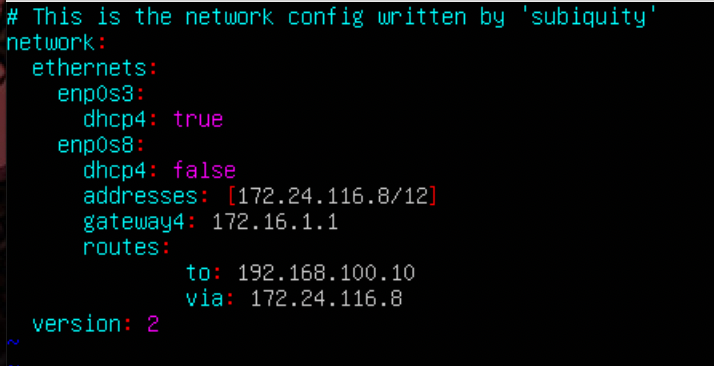 # This is the network config written by 'subiquity'
network:
  ethernets:
    enp0s3:
      dhcp4: true
    enp0s8:
      dhcp4: false
      addresses: [172.24.116.8/12]
      gateway4: 172.16.1.1
      routes:
              to: 192.168.100.10
              via: 172.24.116.8
  version: 2
~